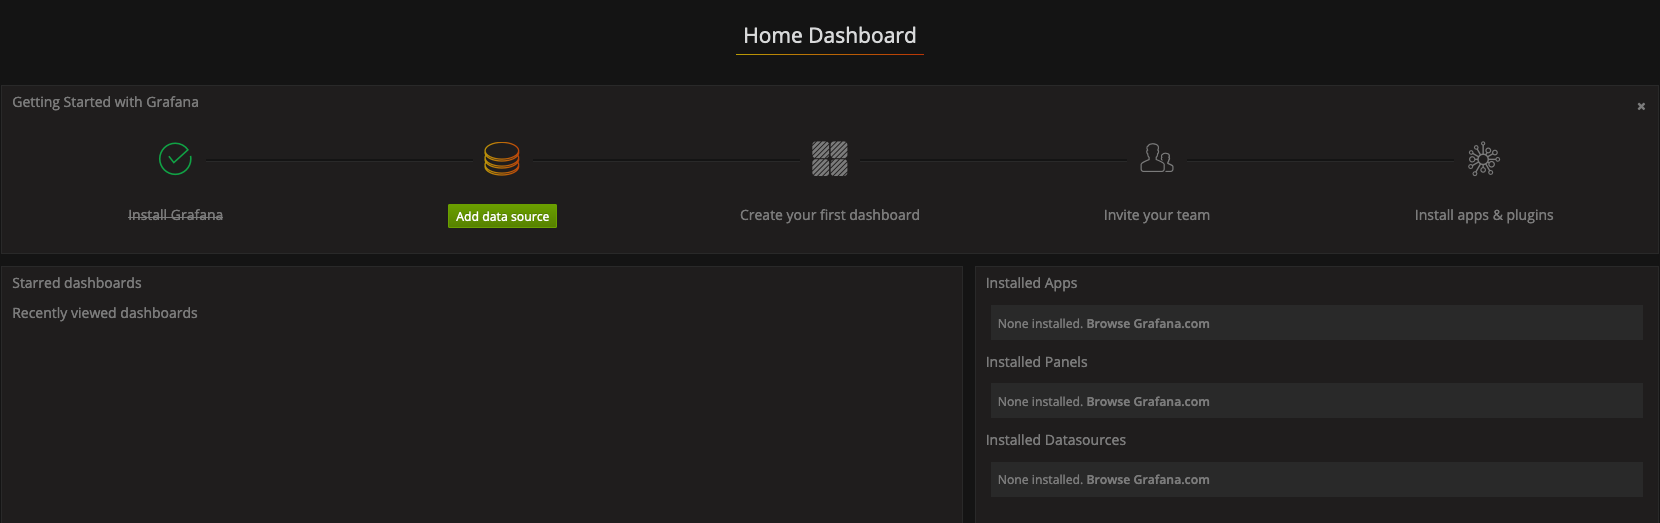 Home Dashboard
Getting Started with Grafana
Install Grafana
Add data source
Create your first dashboard
Invite your team
Install apps & plugins
Starred dashboards
Recently viewed dashboards
Installed Apps
None installed. Browse Grafana.com
Installed Panels
None installed. Browse Grafana.com
Installed Datasources
None installed. Browse Grafana.com